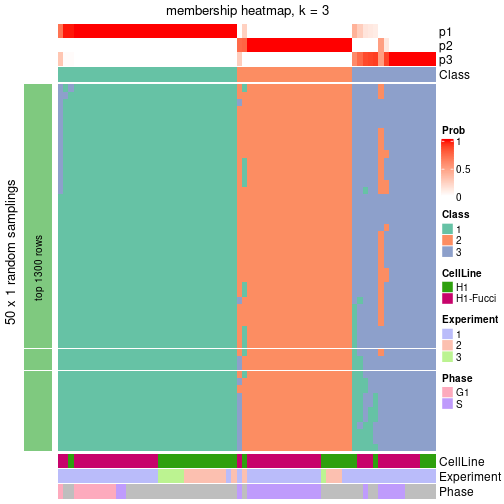 membership heatmap, k = 3
p1
p2
p3
Class
50 x 1 random samplings
top 1300 rows
Prob
1
0.5
0
Class
1
2
3
CellLine
H1
H1-Fucci
Experiment
1
2
3
Phase
G1
S
CellLine
Experiment
Phase